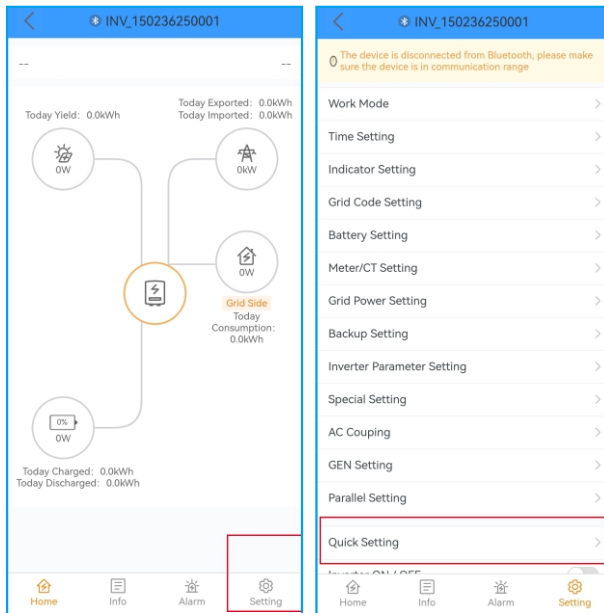 INV_150236250001
--
--
Today Yield: 0.0kWh
Today Exported: 0.0kWh
Today Imported: 0.0kWh
0W
0kW
0W
Grid Side
Today
Consumption:
0.0kWh
0%
0W
Today Charged: 0.0kWh
Today Discharged: 0.0kWh
Home
Info
Alarm
Setting
INV_150236250001
The device is disconnected from Bluetooth, please make
sure the device is in communication range
Work Mode
Time Setting
Indicator Setting
Grid Code Setting
Battery Setting
Meter/CT Setting
Grid Power Setting
Backup Setting
Inverter Parameter Setting
Special Setting
AC Couping
GEN Setting
Parallel Setting
Quick Setting
Home
Info
Alarm
Setting